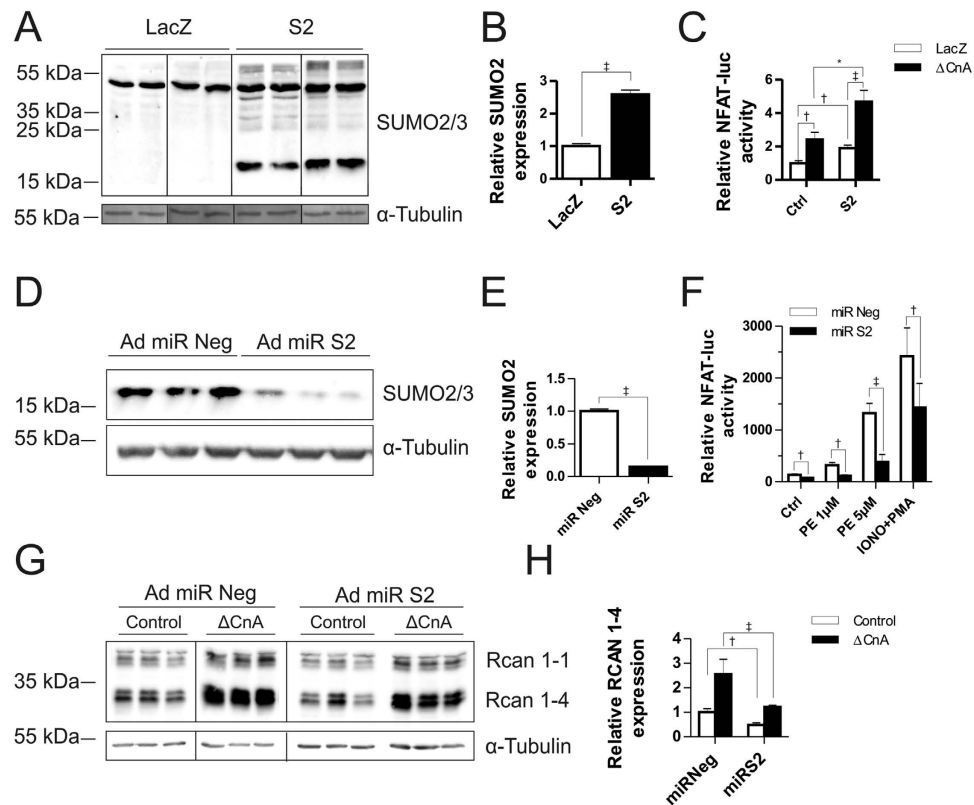 A
LacZ S2
55 kDa
35 kDa
25 kDa
15 kDa
SUMO2/3
55 kDa
α-Tubulin
B
Relative SUMO2
expression
3
2
1
0
‡
LacZ
S2
C
LacZ
ΔCnA
Relative NFAT-luc
activity
6
4
2
0
*
‡
†
†
Ctrl
S2
D
Ad miR Neg Ad miR S2
SUMO2/3
15 kDa
55 kDa
α-Tubulin
E
Relative SUMO2
expression
1.5
1.0
0.5
0.0
‡
miR Neg
miR S2
F
miR Neg
miR S2
Relative NFAT-luc
activity
3000
2000
1000
0
†
†
‡
†
Ctrl
PE 1µM
PE 5µM
IONO+PMA
G
Ad miR Neg Ad miR S2
Control ΔCnA Control ΔCnA
Rcan 1-1
35 kDa
Rcan 1-4
55 kDa
α-Tubulin
H
Control
ΔCnA
Relative RCAN 1-4
expression
4
3
2
1
0
‡
†
miRNeg
miRS2